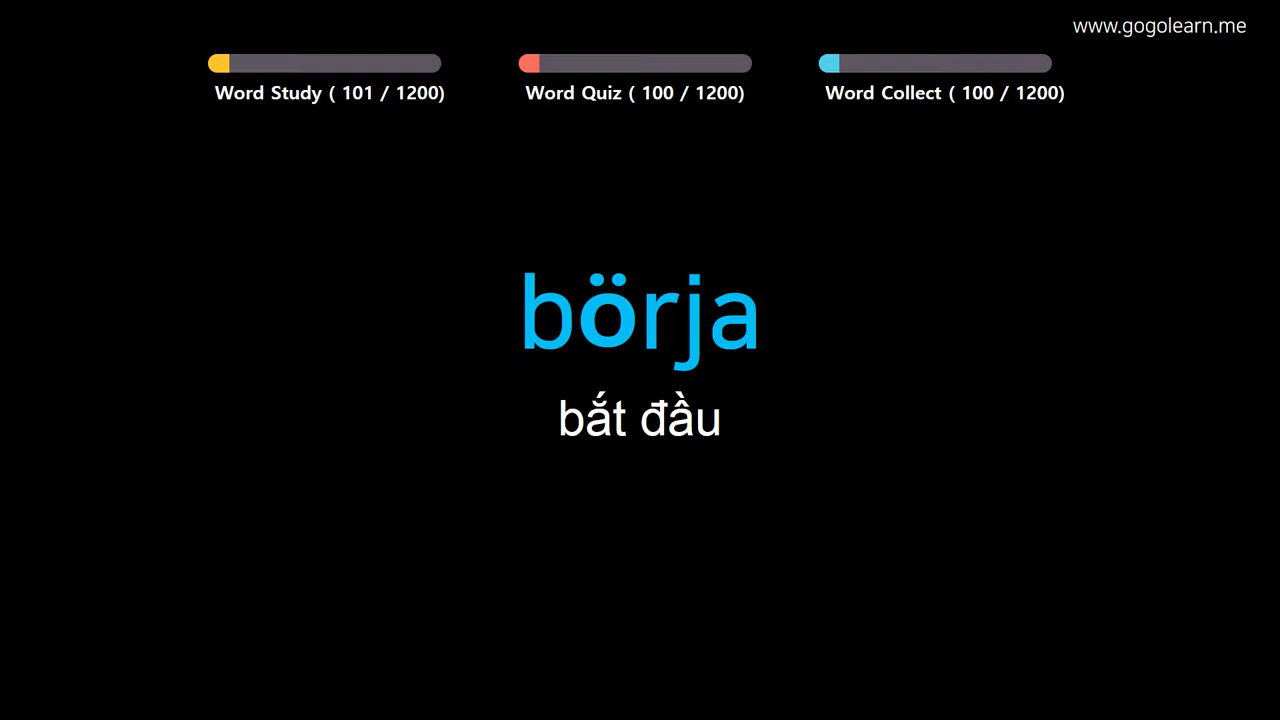 www.gogolearn.me
Word Study ( 101 / 1200)
Word Quiz ( 100 / 1200)
Word Collect ( 100 / 1200)
börja
bắt đầu